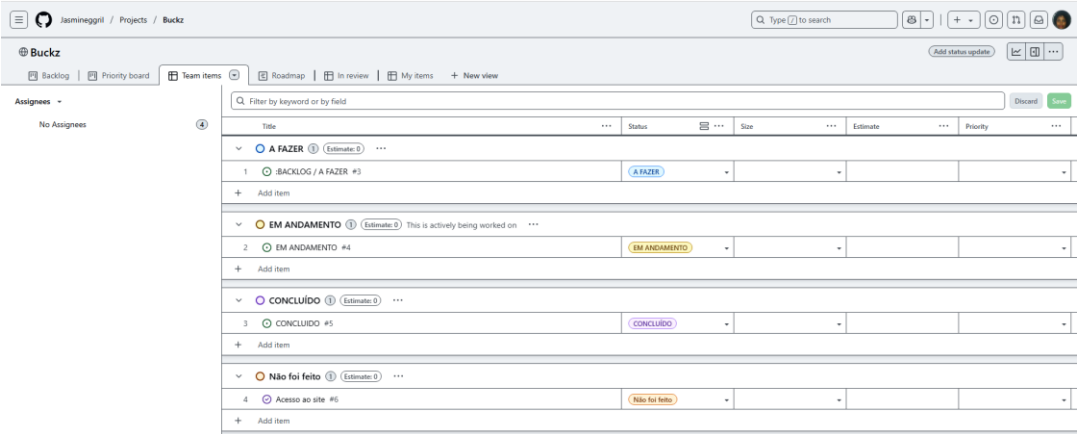 Jasmineggril / Projects / Buckz
Type / to search
Buckz
Add status update
Backlog
Priority board
Team items
Roadmap
In review
My items
+ New view
Assignees
No Assignees 4
Filter by keyword or by field
Discard
Save
Title ... Status ... Size ... Estimate ... Priority ...
A FAZER 1 Estimate: 0 ...
1 :BACKLOG / A FAZER #3 A FAZER
+ Add item
EM ANDAMENTO 1 Estimate: 0 This is actively being worked on ...
2 EM ANDAMENTO #4 EM ANDAMENTO
+ Add item
CONCLUÍDO 1 Estimate: 0 ...
3 CONCLUIDO #5 CONCLUÍDO
+ Add item
Não foi feito 1 Estimate: 0 ...
4 Acesso ao site #6 Não foi feito
+ Add item